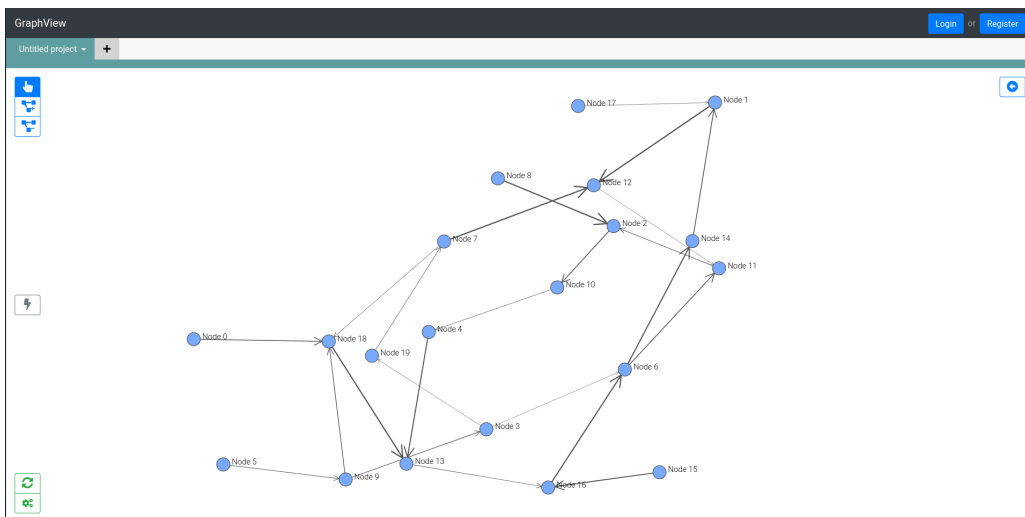 GraphView
Login or Register
Untitled project
Node 17
Node 1
Node 8
Node 12
Node 2
Node 7
Node 14
Node 11
Node 10
Node 4
Node 0
Node 18
Node 19
Node 6
Node 3
Node 5
Node 13
Node 9
Node 15
Node 16